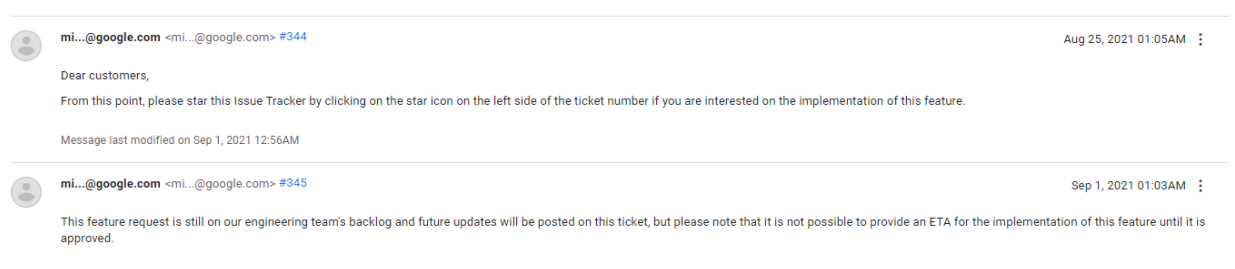 mi...@google.com <mi...@google.com> #344
Aug 25, 2021 01:05AM
Dear customers,
From this point, please star this Issue Tracker by clicking on the star icon on the left side of the ticket number if you are interested on the implementation of this feature.
Message last modified on Sep 1, 2021 12:56AM
mi...@google.com <mi...@google.com> #345
Sep 1, 2021 01:03AM
This feature request is still on our engineering team's backlog and future updates will be posted on this ticket, but please note that it is not possible to provide an ETA for the implementation of this feature until it is
approved.